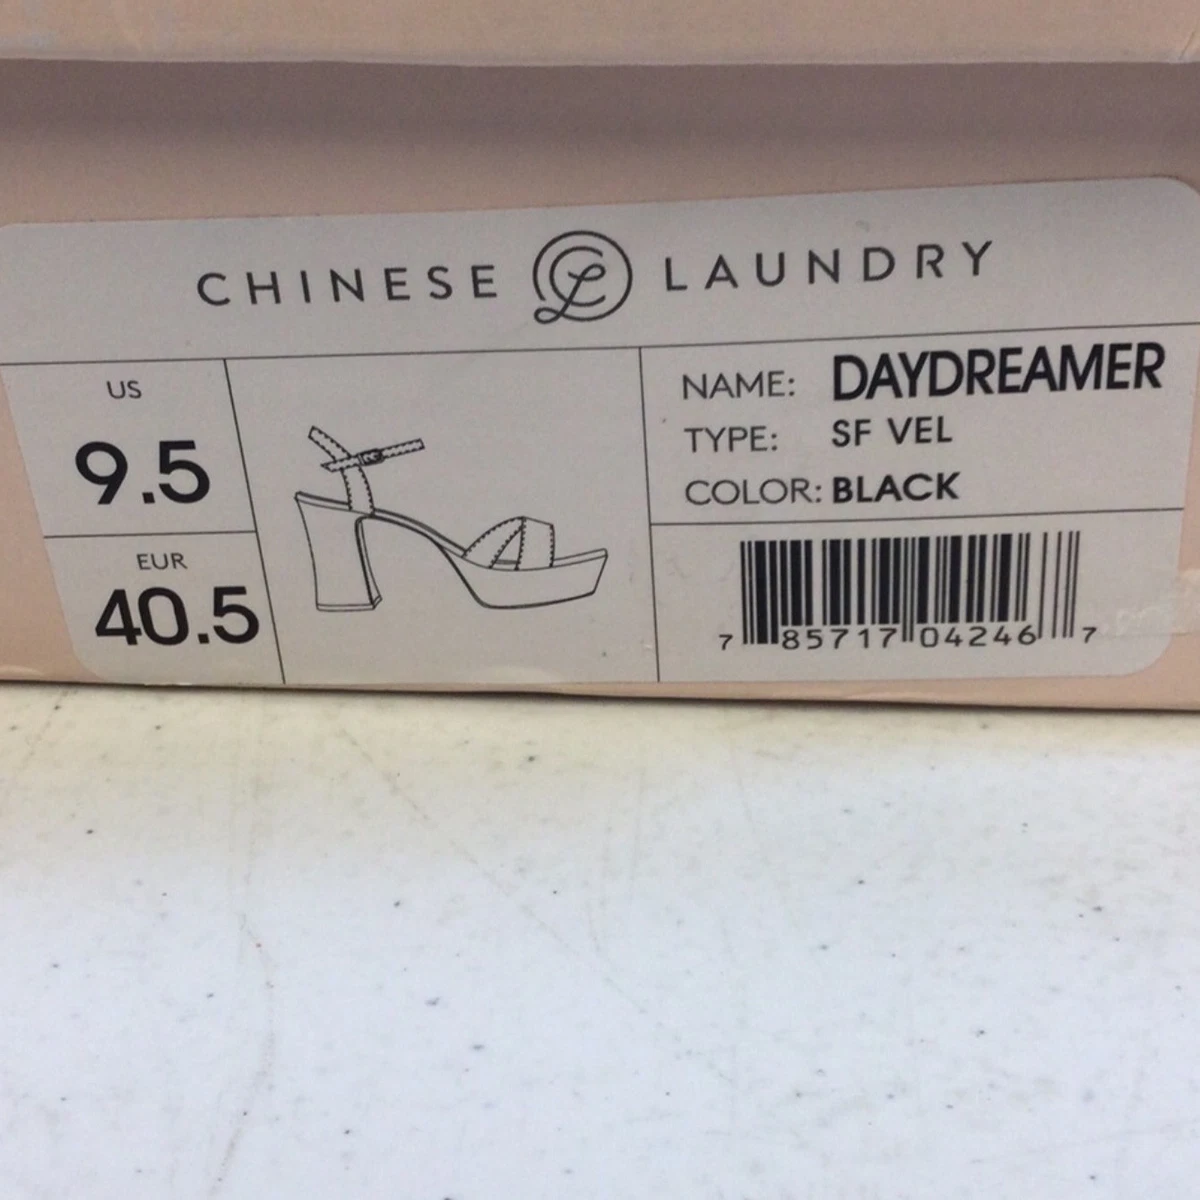 CHINESE CL LAUNDRY
US
9.5
EUR
40.5
NAME: DAYDREAMER
TYPE: SF VEL
COLOR: BLACK
7 85717 04246 7